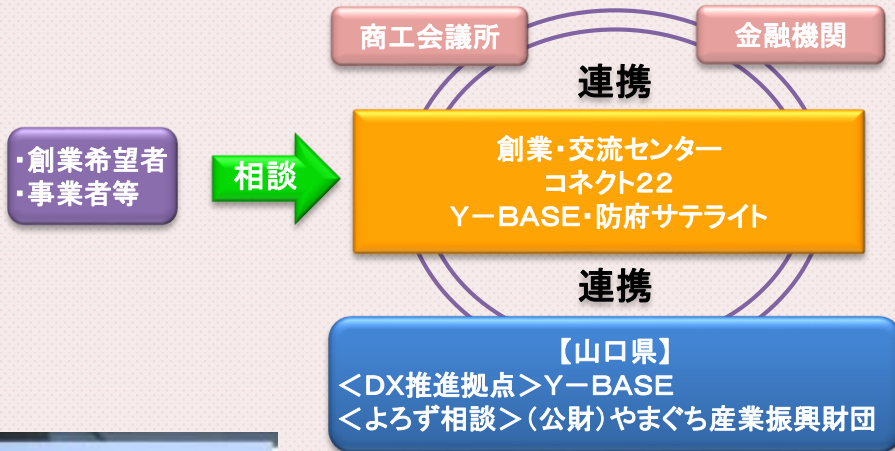 商工会議所
金融機関
連携
・創業希望者
・事業者等
相談
創業・交流センター
コネクト22
Y－BASE・防府サテライト
連携
【山口県】
＜DX推進拠点＞Y－BASE
＜よろず相談＞（公財）やまぐち産業振興財団